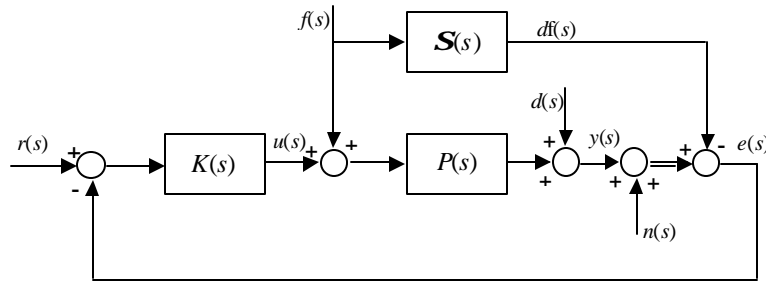 f(s)
S(s)
df(s)
d(s)
r(s)
+
-
K(s)
u(s)
+
+
P(s)
+
+
y(s)
+
+
+
-
e(s)
n(s)